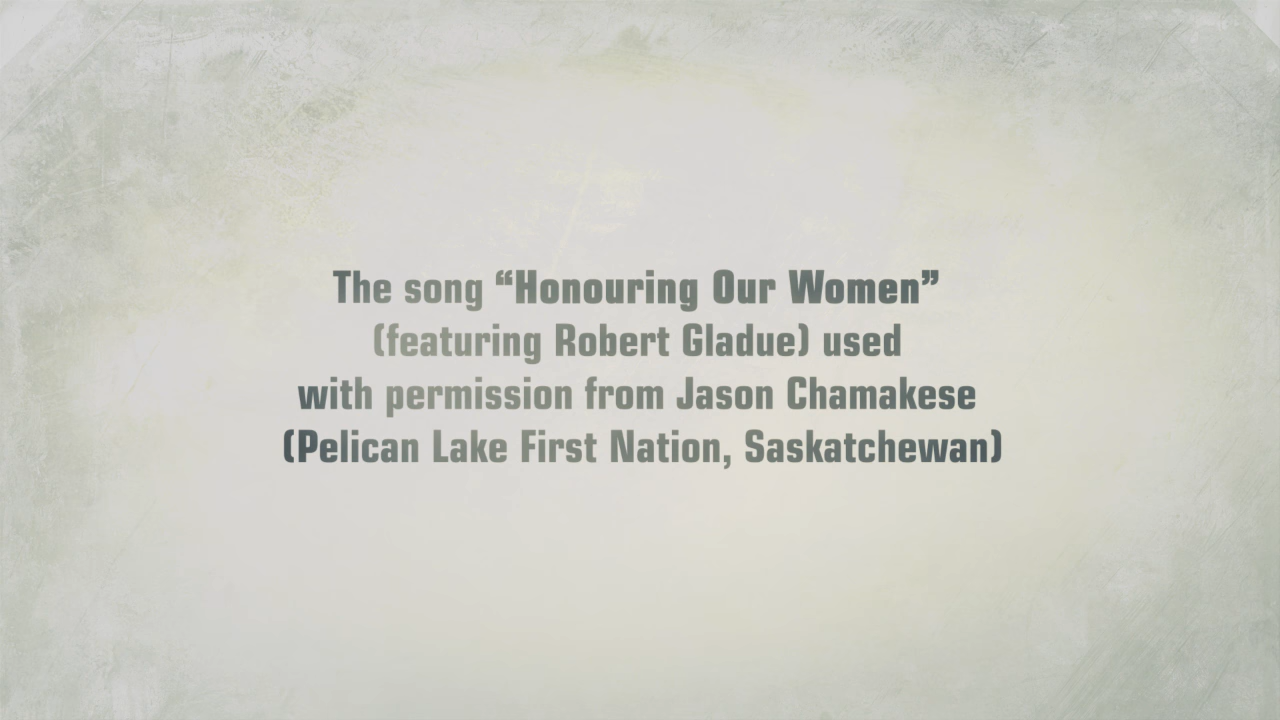 The song “Honouring Our Women”
(featuring Robert Gladue) used
with permission from Jason Chamakese
(Pelican Lake First Nation, Saskatchewan)